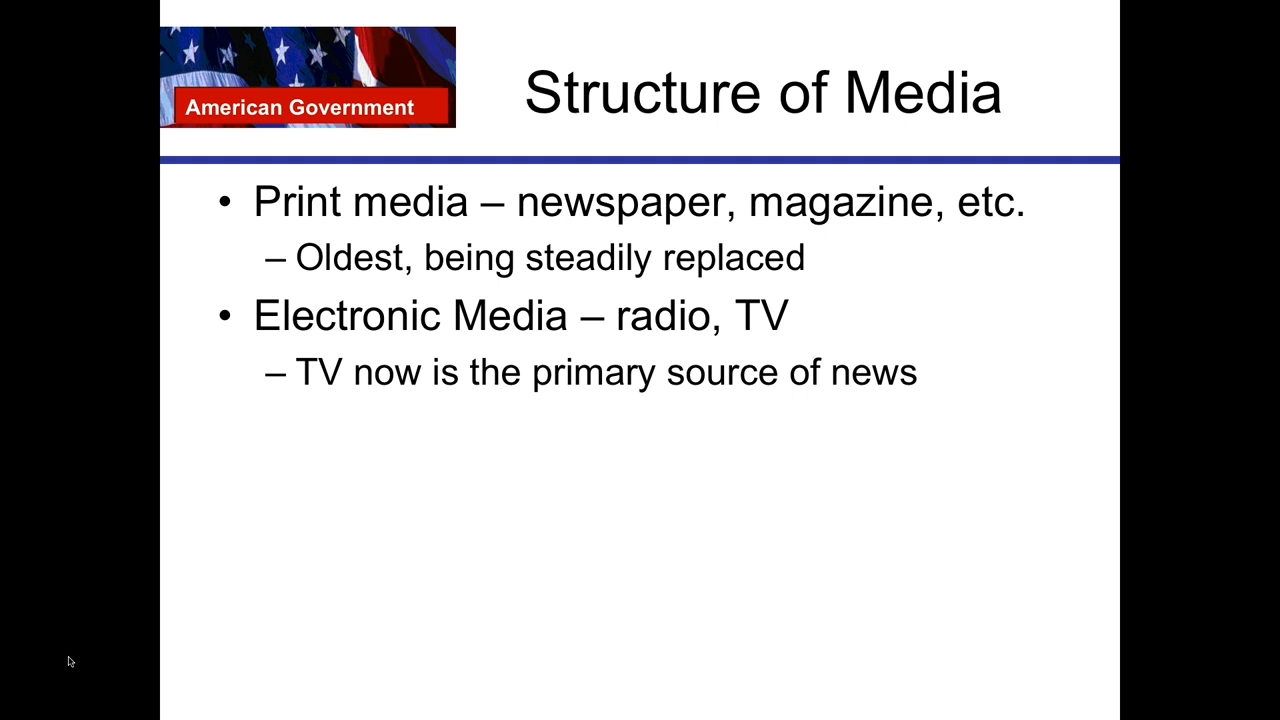 American Government
Structure of Media
• Print media – newspaper, magazine, etc.
– Oldest, being steadily replaced
• Electronic Media – radio, TV
– TV now is the primary source of news